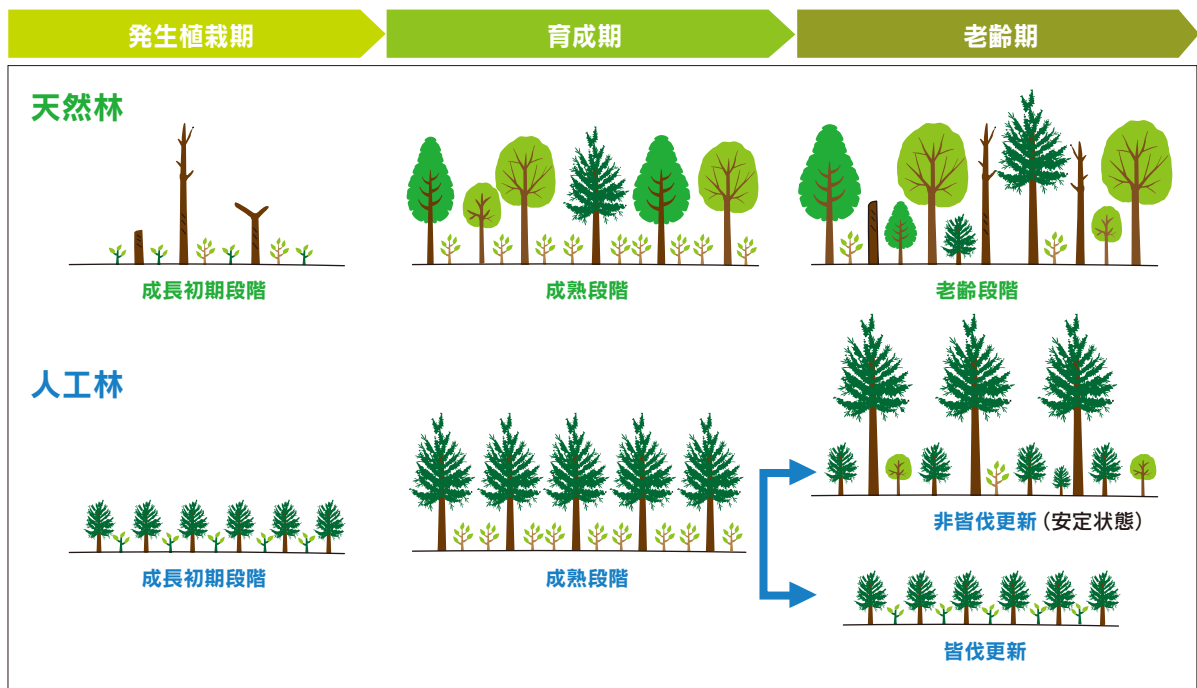 発生植栽期
育成期
老齢期
天然林
成長初期段階
成熟段階
老齢段階
人工林
成長初期段階
成熟段階
非皆伐更新（安定状態）
皆伐更新